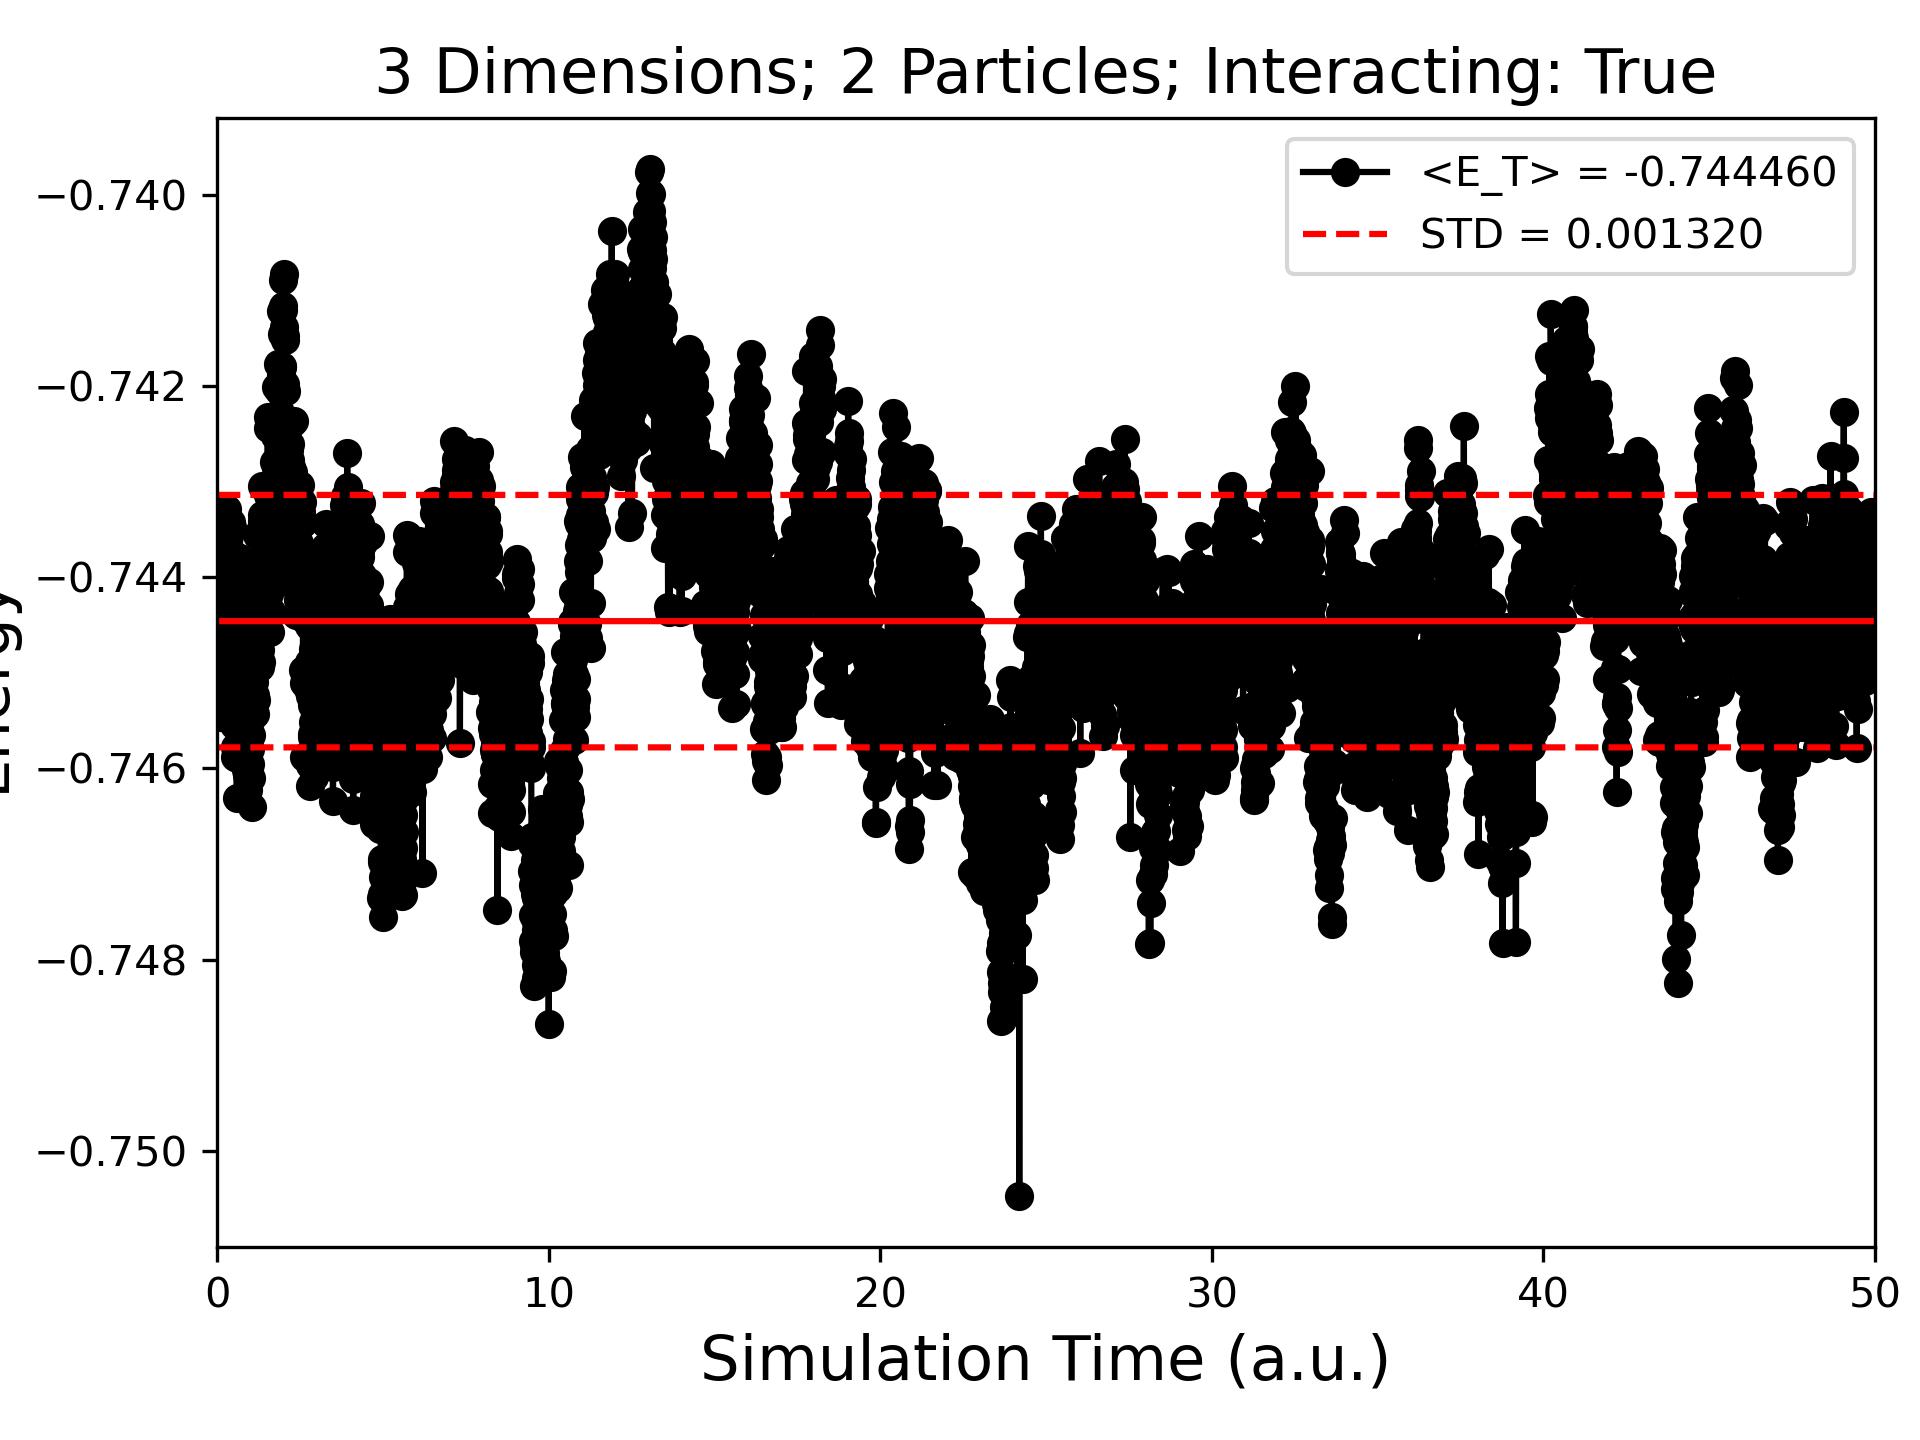 3 Dimensions; 2 Particles; Interacting: True
<E_T> = -0.744460
STD = 0.001320
−0.740
−0.742
−0.744
−0.746
−0.748
−0.750
Energy
0 10 20 30 40 50
Simulation Time (a.u.)